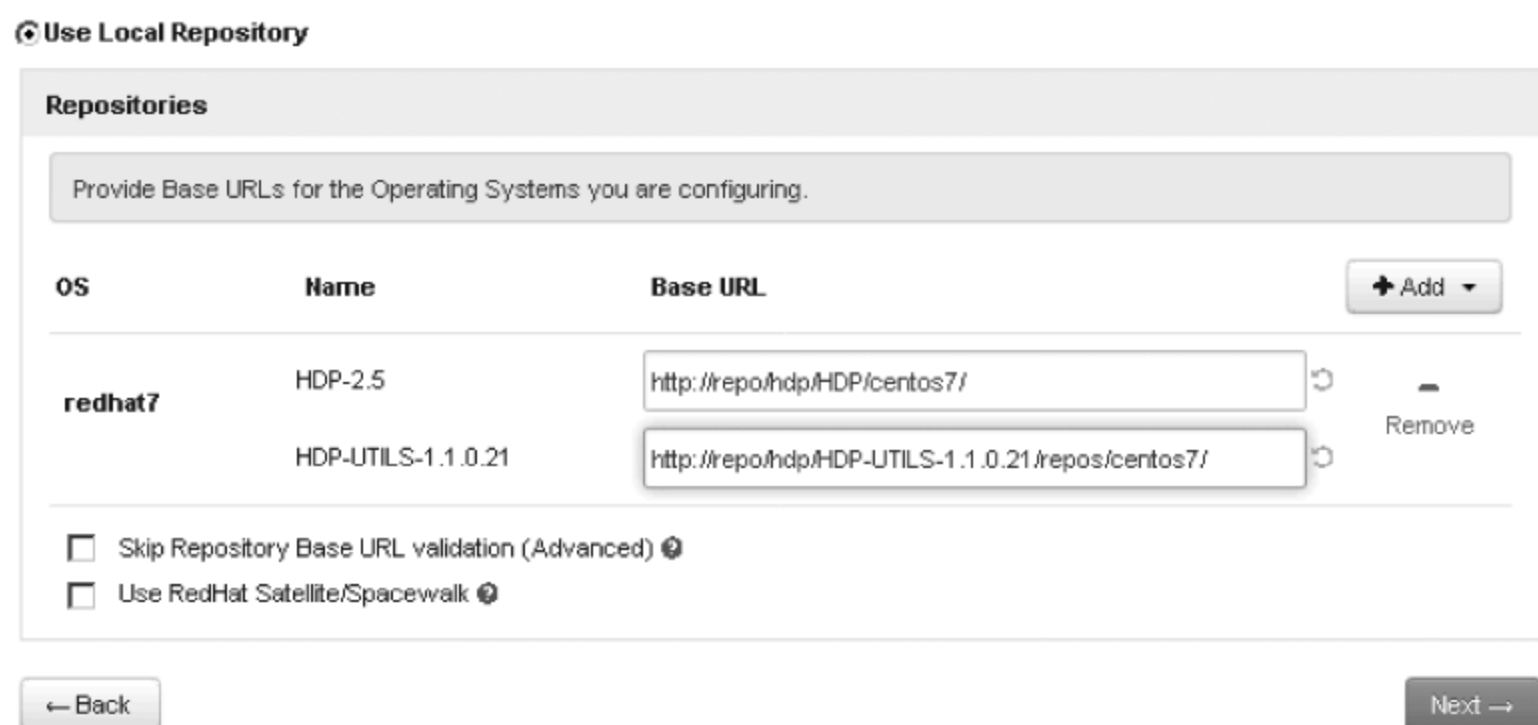 Use Local Repository
Repositories
Provide Base URLs for the Operating Systems you are configuring.
OS Name Base URL Add
redhat7
HDP-2.5 http://repo/hdp/HDP/centos7/
Remove
HDP-UTILS-1.1.0.21 http://repo/hdp/HDP-UTILS-1.1.0.21/repos/centos7/
Skip Repository Base URL validation (Advanced) ?
Use RedHat Satellite/Spacewalk ?
← Back Next →